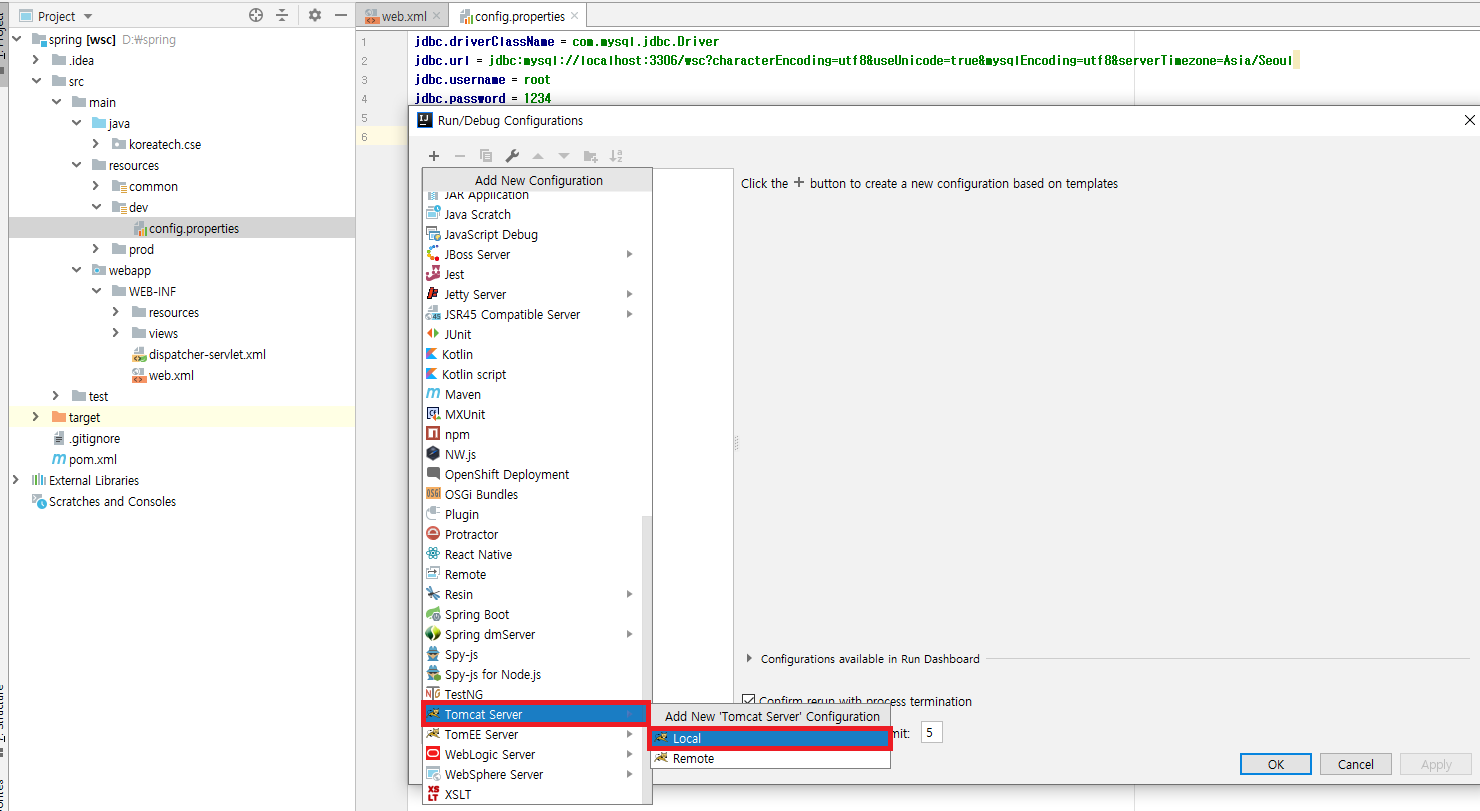 Project
web.xml
config.properties
spring [wsc] D:₩spring
.idea
src
main
java
koreatech.cse
resources
common
dev
config.properties
prod
webapp
WEB-INF
resources
views
dispatcher-servlet.xml
web.xml
test
target
.gitignore
pom.xml
External Libraries
Scratches and Consoles
1 jdbc.driverClassName = com.mysql.jdbc.Driver
2 jdbc.url = jdbc:mysql://localhost:3306/wsc?characterEncoding=utf8&useUnicode=true&mysqlEncoding=utf8&serverTimezone=Asia/Seoul
3 jdbc.username = root
4 jdbc.password = 1234
5
6
Run/Debug Configurations
Add New Configuration
JAR Application
Java Scratch
JavaScript Debug
JBoss Server
Jest
Jetty Server
JSR45 Compatible Server
JUnit
Kotlin
Kotlin script
Maven
MXUnit
npm
NW.js
OpenShift Deployment
OSGi Bundles
Plugin
Protractor
React Native
Remote
Resin
Spring Boot
Spring dmServer
Spy-js
Spy-js for Node.js
TestNG
Tomcat Server
TomEE Server
WebLogic Server
WebSphere Server
XSLT
Click the + button to create a new configuration based on templates
Configurations available in Run Dashboard
Confirm rerun with process termination
Add New 'Tomcat Server' Configuration
Local
Remote
mit: 5
OK
Cancel
Apply